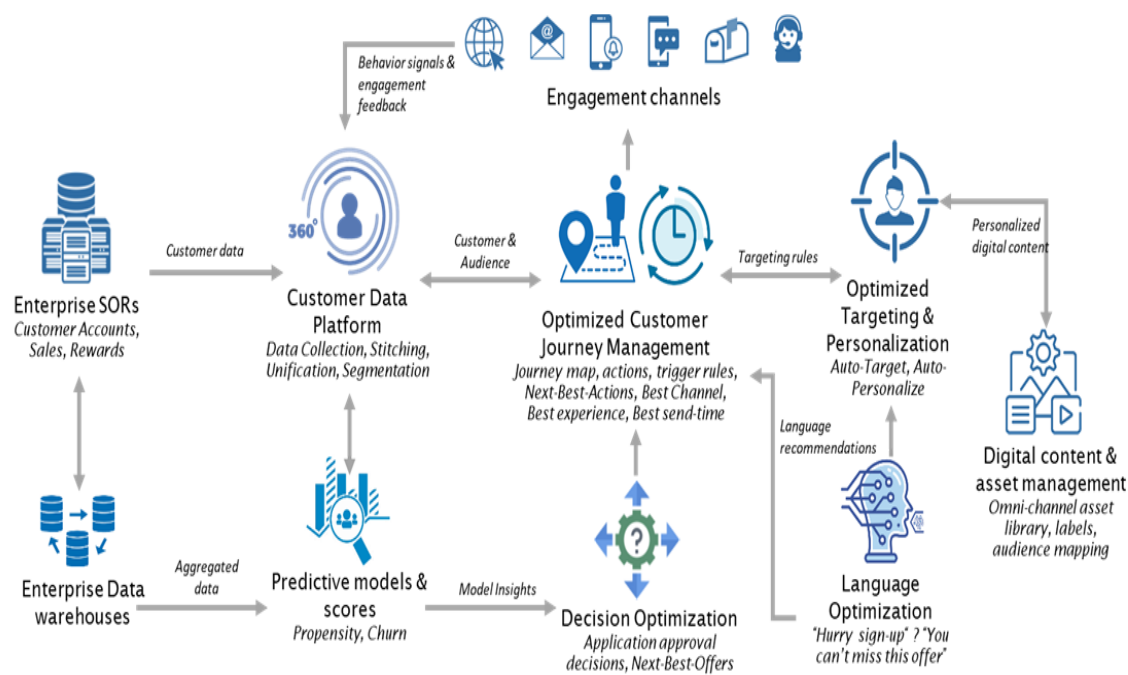 Behavior signals &
engagement
feedback
Engagement channels
360°
Customer data
Customer &
Audience
Targeting rules
Personalized
digital content
Enterprise SORs
Customer Accounts,
Sales, Rewards
Customer Data
Platform
Data Collection, Stitching,
Unification, Segmentation
Optimized Customer
Journey Management
Journey map, actions, trigger rules,
Next-Best-Actions, Best Channel,
Best experience, Best send-time
Optimized
Targeting &
Personalization
Auto-Target, Auto-
Personalize
Language
recommendations
Digital content &
asset management
Omni-channel asset
library, labels,
audience mapping
Enterprise Data
warehouses
Aggregated
data
Predictive models &
scores
Propensity, Churn
Model Insights
?
Decision Optimization
Application approval
decisions, Next-Best-Offers
Language
Optimization
"Hurry sign-up" ? "You
can't miss this offer"